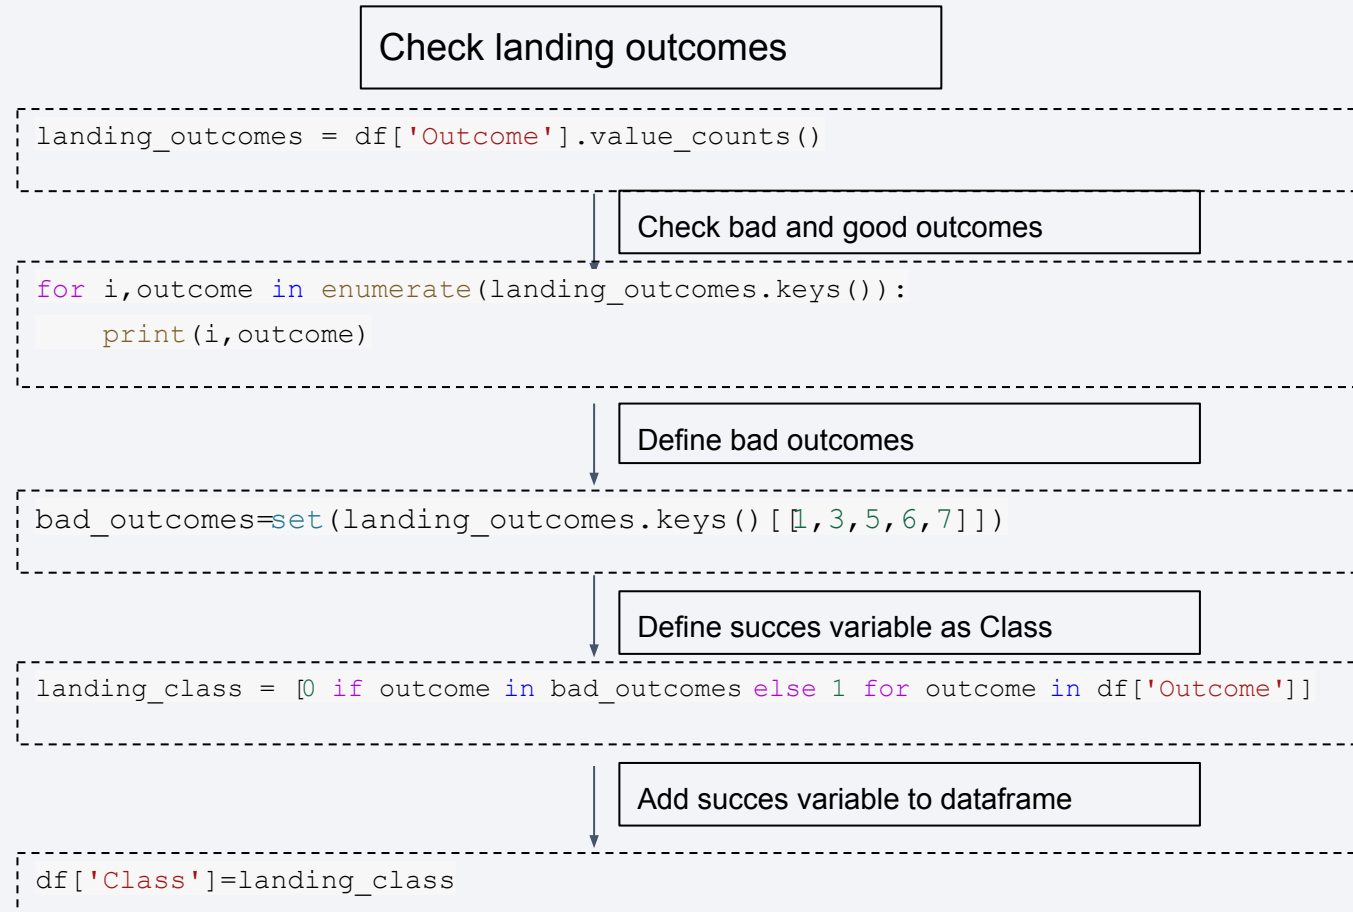 Check landing outcomes
landing_outcomes = df['Outcome'].value_counts()
Check bad and good outcomes
for i,outcome in enumerate(landing_outcomes.keys()):
    print(i,outcome)
Define bad outcomes
bad_outcomes=set(landing_outcomes.keys()[[1,3,5,6,7]])
Define succes variable as Class
landing_class = [0 if outcome in bad_outcomes else 1 for outcome in df['Outcome']]
Add succes variable to dataframe
df['Class']=landing_class